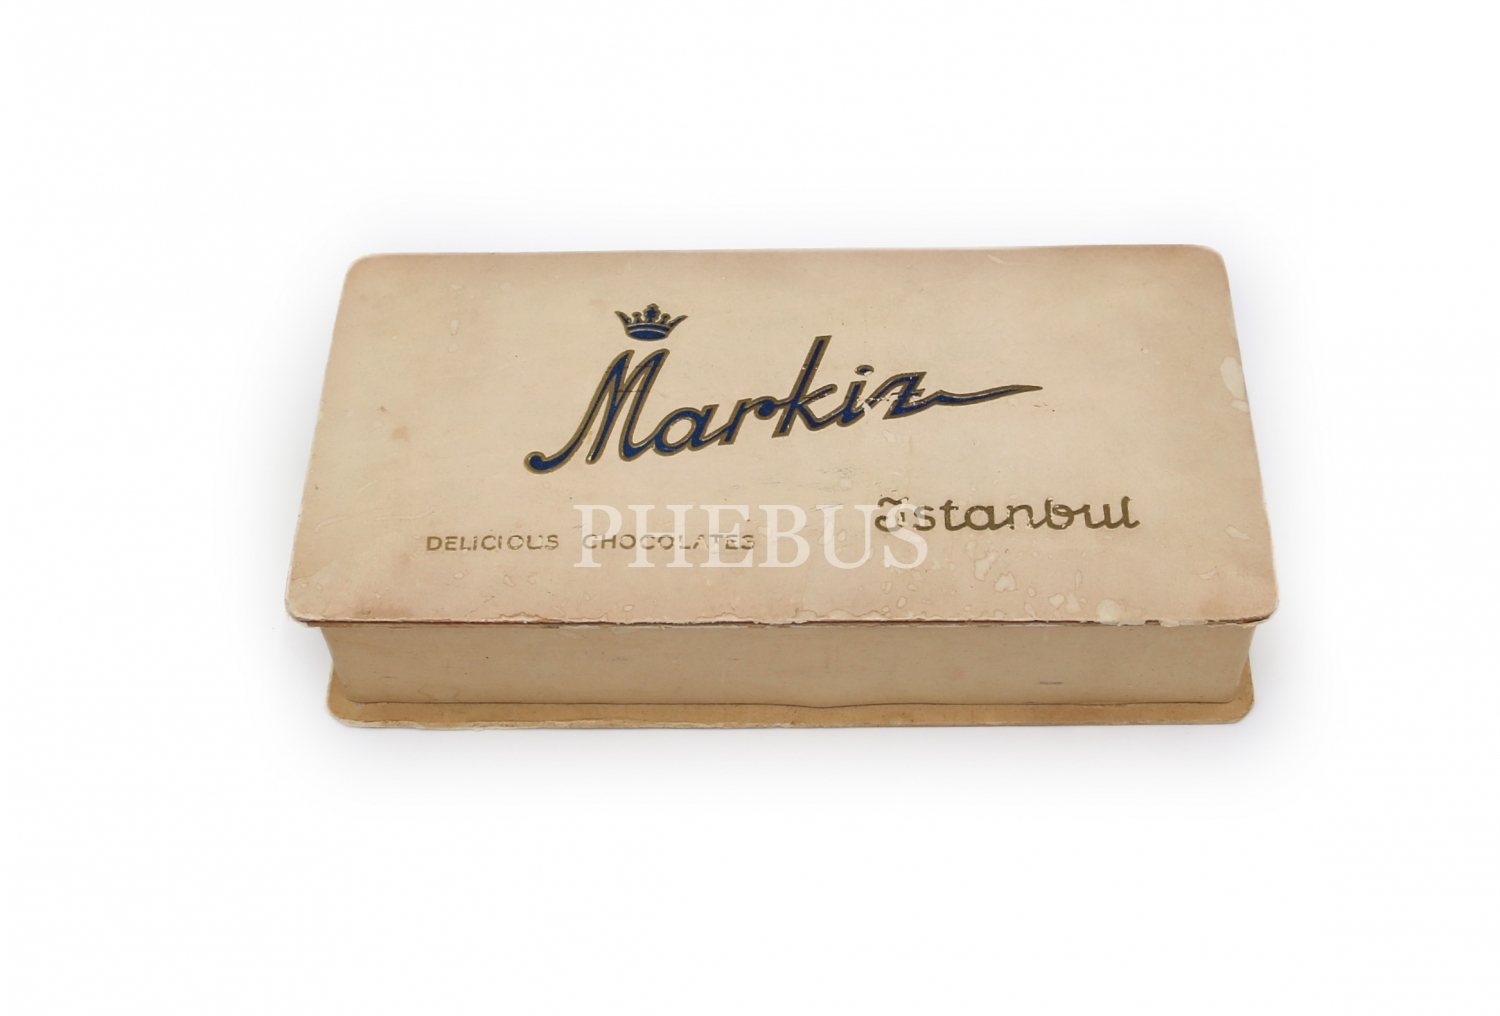 Markiz
İstanbul
DELICIOUS CHOCOLATES
PHEBUS